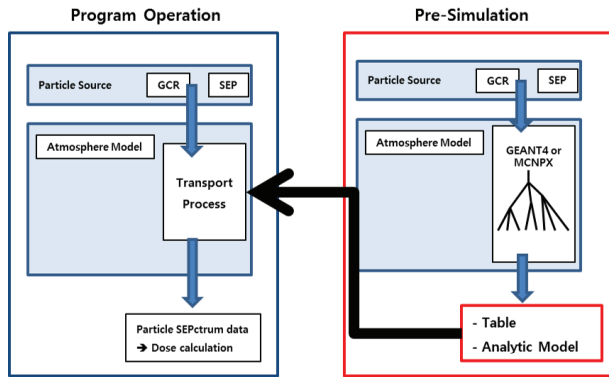 Program Operation
Particle Source
GCR
SEP
Atmosphere Model
Transport
Process
Particle SEPctrum data
➔ Dose calculation
Pre-Simulation
Particle Source
GCR
SEP
Atmosphere Model
GEANT4 or
MCNPX
- Table
- Analytic Model